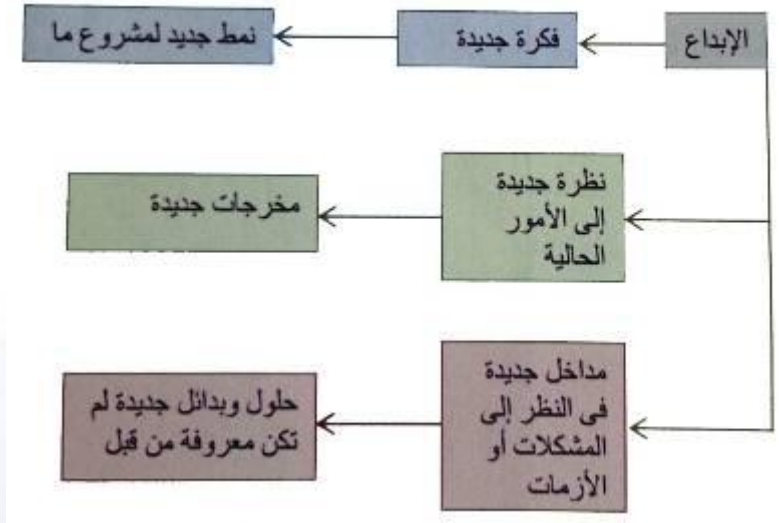 الإبداع
فكرة جديدة
نمط جديد لمشروع ما
نظرة جديدة
إلى الأمور
الحالية
مخرجات جديدة
مداخل جديدة
فى النظر إلى
المشكلات أو
الأزمات
حلول وبدائل جديدة لم
تكن معروفة من قبل